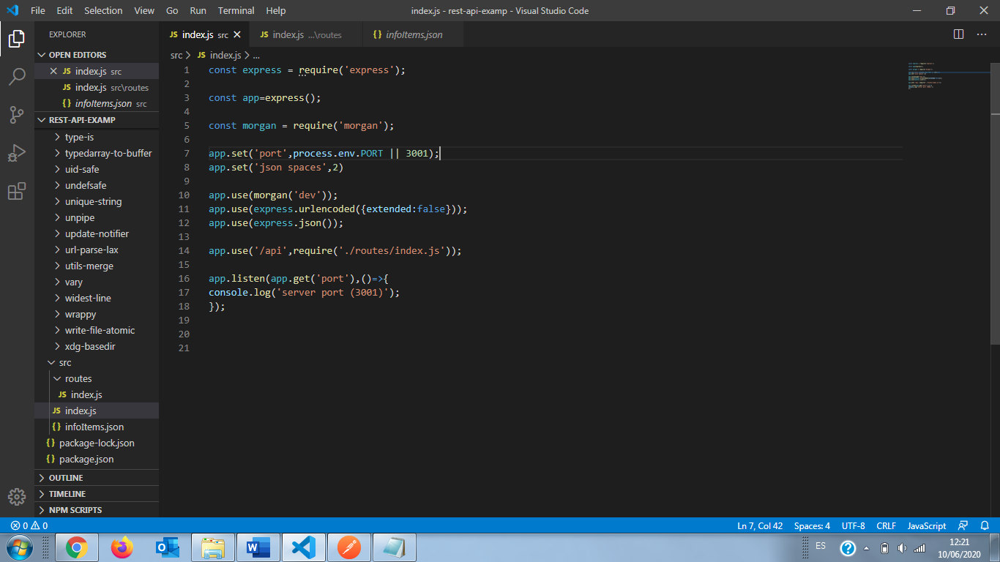 File Edit Selection View Go Run Terminal Help
index.js - rest-api-examp - Visual Studio Code
EXPLORER
OPEN EDITORS
JS index.js src
JS index.js src\routes
{} infoItems.json src
REST-API-EXAMP
type-is
typedarray-to-buffer
uid-safe
undefsafe
unique-string
unpipe
update-notifier
url-parse-lax
utils-merge
vary
widest-line
wrappy
write-file-atomic
xdg-basedir
src
routes
JS index.js
JS index.js
{} infoItems.json
{} package-lock.json
{} package.json
OUTLINE
TIMELINE
NPM SCRIPTS
JS index.js src
JS index.js ...\routes
{} infoItems.json
src > JS index.js > ...
1 const express = require('express');
2
3 const app=express();
4
5 const morgan = require('morgan');
6
7 app.set('port',process.env.PORT || 3001);
8 app.set('json spaces',2)
9
10 app.use(morgan('dev'));
11 app.use(express.urlencoded({extended:false}));
12 app.use(express.json());
13
14 app.use('/api',require('./routes/index.js'));
15
16 app.listen(app.get('port'),()=>{
17 console.log('server port (3001)');
18 });
19
20
21
0 0
Ln 7, Col 42 Spaces: 4 UTF-8 CRLF JavaScript
ES
12:21
10/06/2020